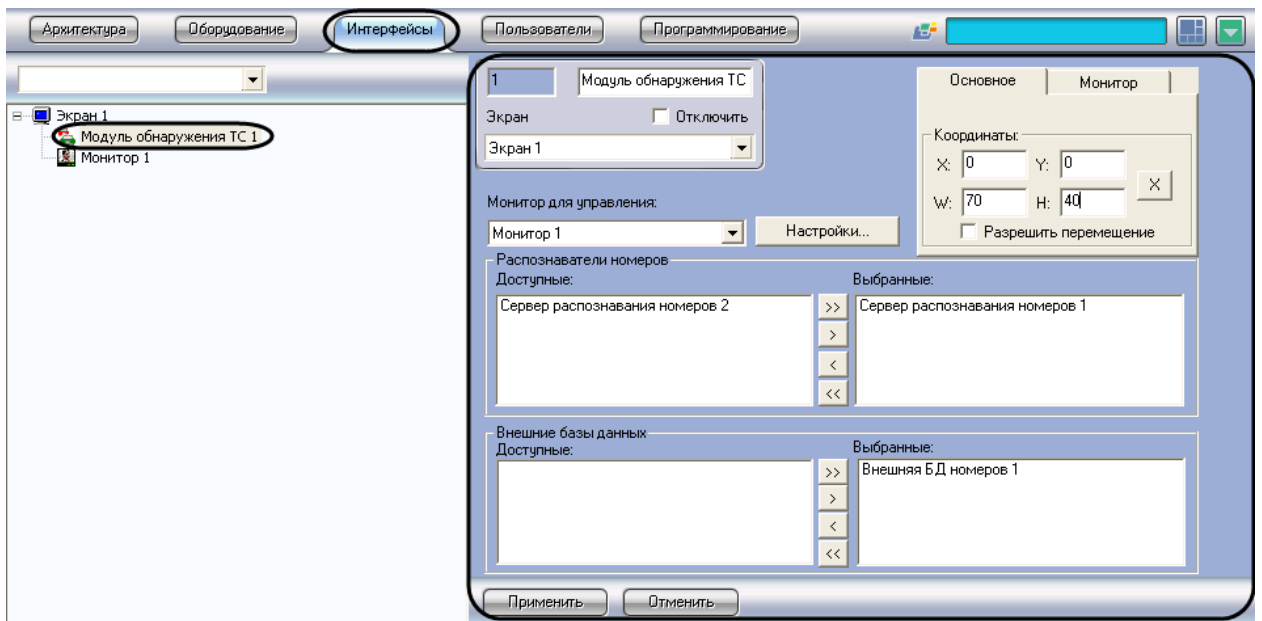 Архитектура Оборудование Интерфейсы Пользователи Программирование
Экран 1
Модуль обнаружения ТС 1
Монитор 1
1 Модуль обнаружения ТС
Экран Отключить
Экран 1
Основное Монитор
Координаты:
X: 0 Y: 0
W: 70 H: 40
X
Разрешить перемещение
Монитор для управления:
Монитор 1 Настройки...
Распознаватели номеров
Доступные: Выбранные:
Сервер распознавания номеров 2 >> Сервер распознавания номеров 1
>
<
<<
Внешние базы данных
Доступные: Выбранные:
>> Внешняя БД номеров 1
>
<
<<
Применить Отменить